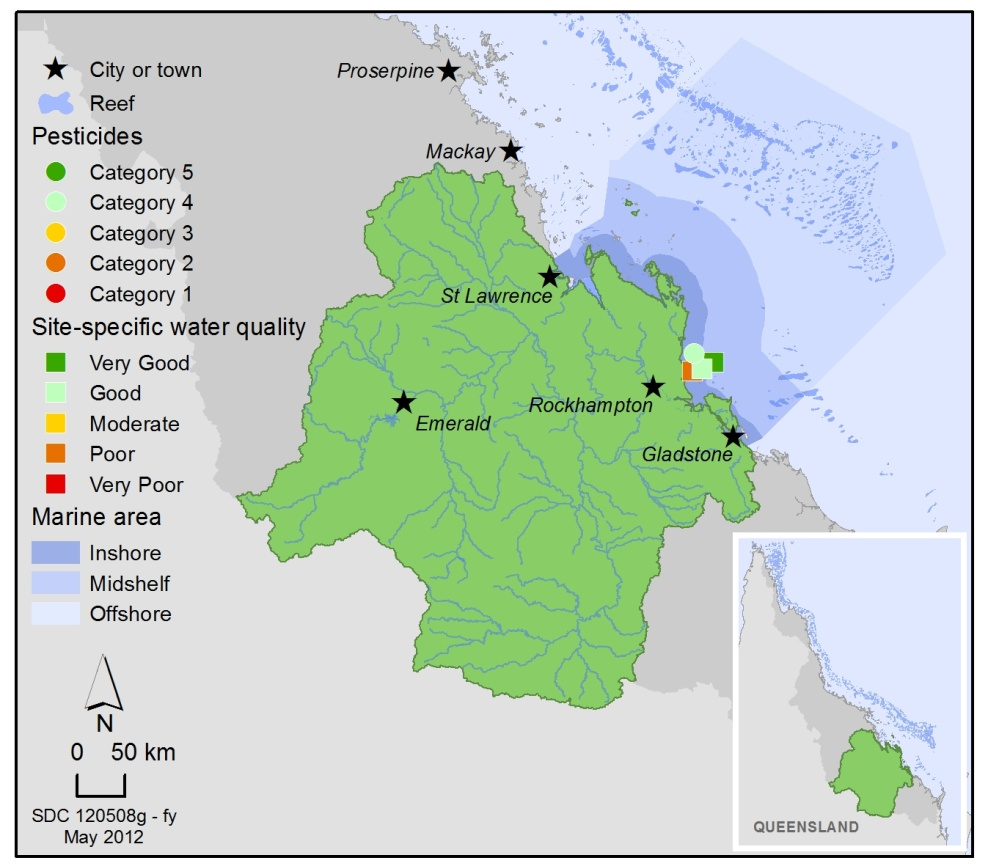 City or town
Reef
Pesticides
Category 5
Category 4
Category 3
Category 2
Category 1
Site-specific water quality
Very Good
Good
Moderate
Poor
Very Poor
Marine area
Inshore
Midshelf
Offshore
N
0 50 km
SDC 120508g - fy
May 2012
Proserpine
Mackay
St Lawrence
Rockhampton
Emerald
Gladstone
QUEENSLAND